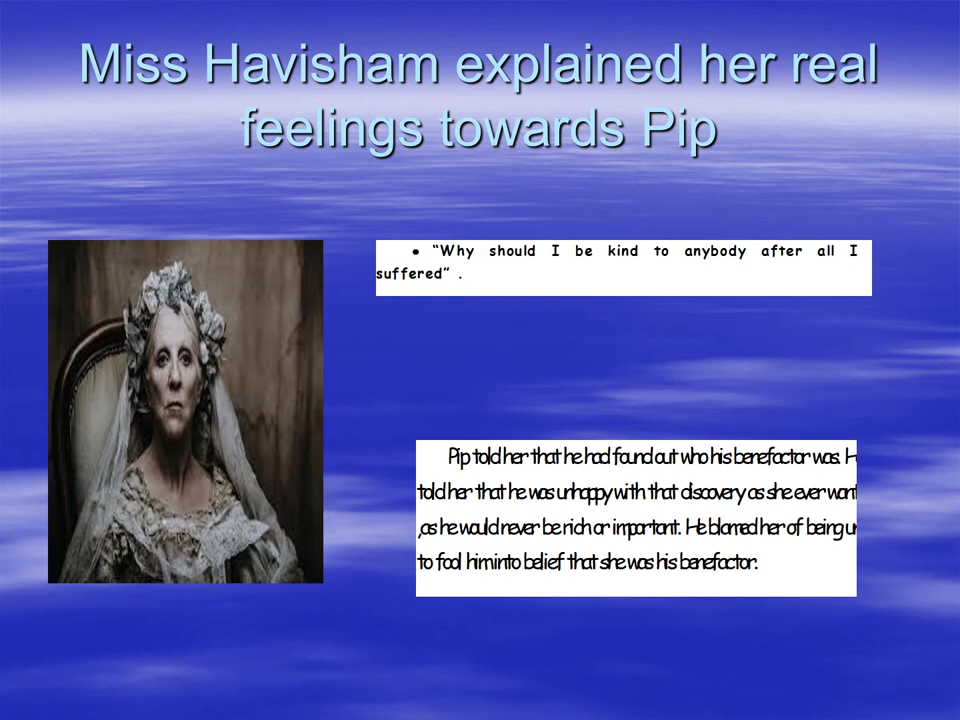 Miss Havisham explained her real
feelings towards Pip
• “Why should I be kind to anybody after all I
suffered” .
Pip told her that he had found out who his benefactor was.
told her that he was unhappy with that discovery as she ever
,as he would never be rich or important. He blamed her of being
to fool him into belief that she was his benefactor.